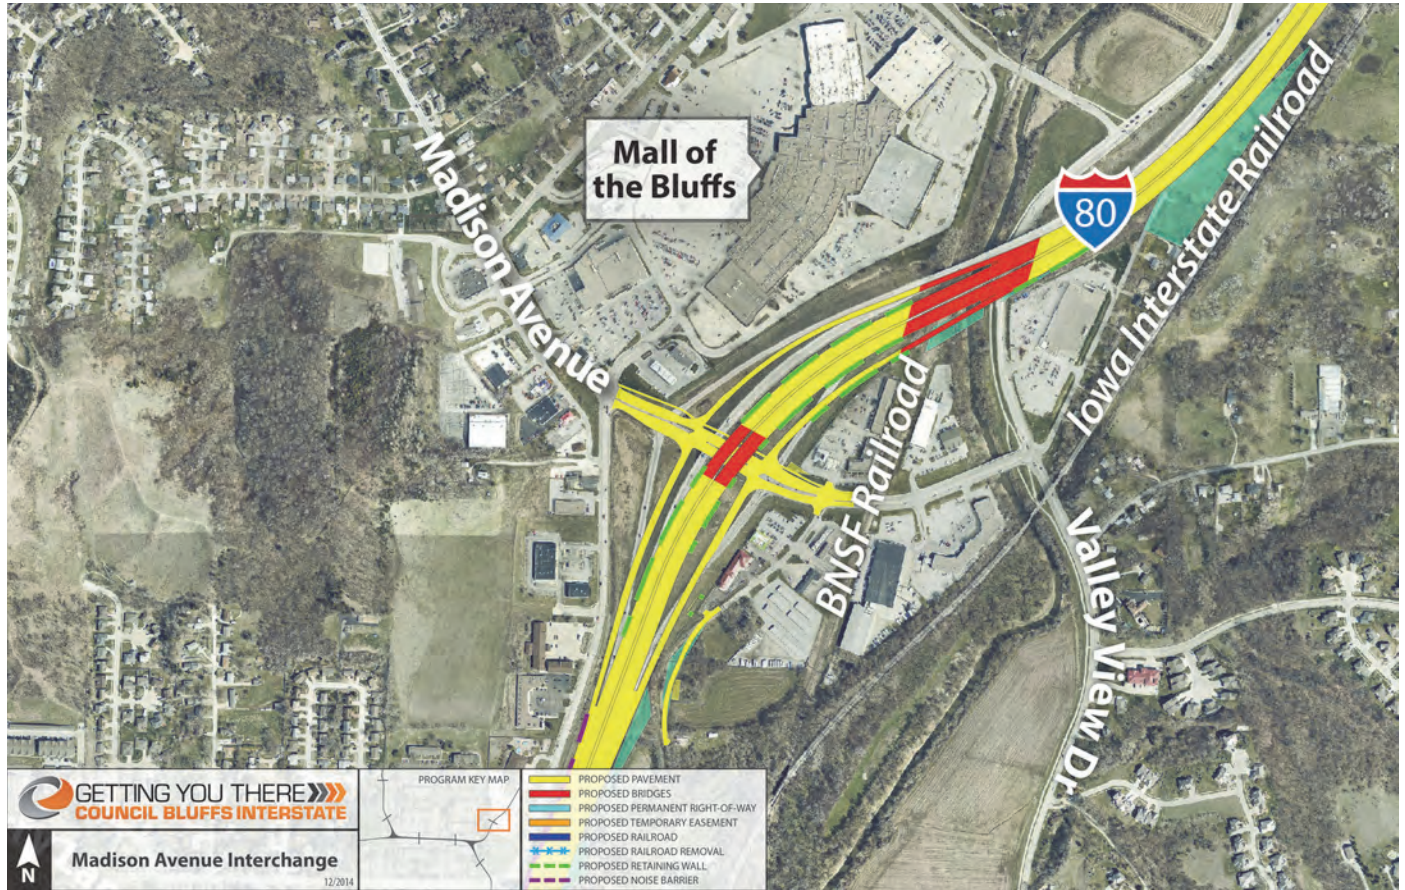 Madison Avenue
Mall of
the Bluffs
80
Iowa Interstate Railroad
BNSF Railroad
Valley View Dr
GETTING YOU THERE
COUNCIL BLUFFS INTERSTATE
N
Madison Avenue Interchange
12/2014
PROGRAM KEY MAP
PROPOSED PAVEMENT
PROPOSED BRIDGES
PROPOSED PERMANENT RIGHT-OF-WAY
PROPOSED TEMPORARY EASEMENT
PROPOSED RAILROAD
PROPOSED RAILROAD REMOVAL
PROPOSED RETAINING WALL
PROPOSED NOISE BARRIER